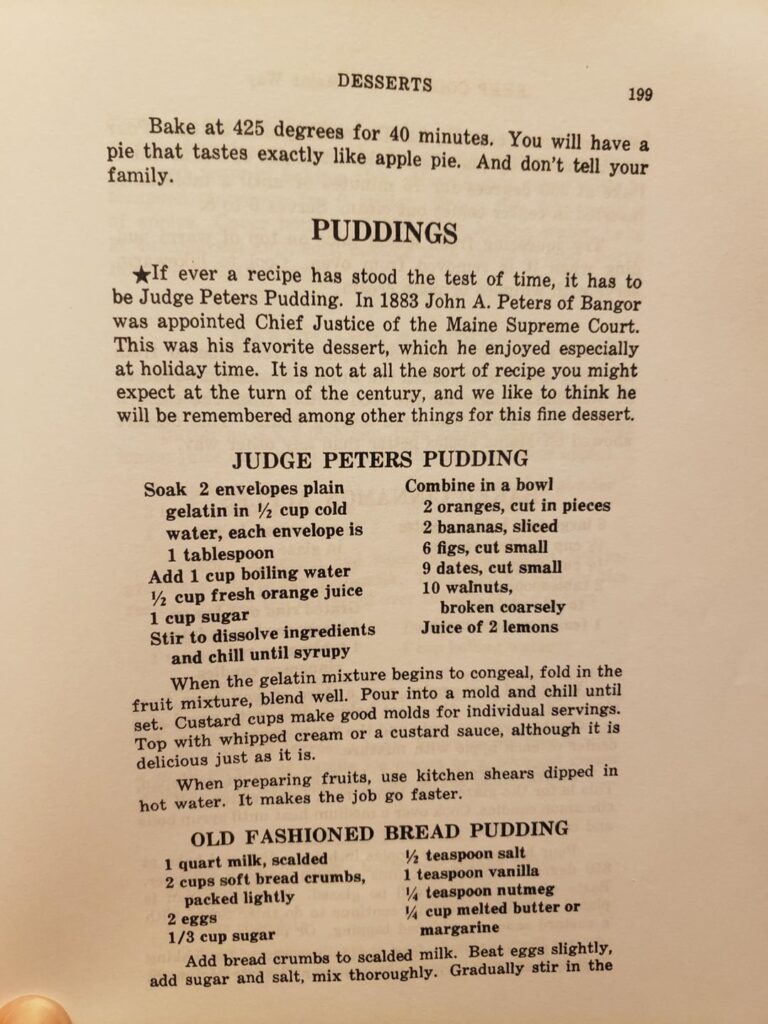 DESSERTS
199
Bake at 425 degrees for 40 minutes. You will have a
pie that tastes exactly like apple pie. And don't tell your
family.
PUDDINGS
★If ever a recipe has stood the test of time, it has to
be Judge Peters Pudding. In 1883 John A. Peters of Bangor
was appointed Chief Justice of the Maine Supreme Court.
This was his favorite dessert, which he enjoyed especially
at holiday time. It is not at all the sort of recipe you might
expect at the turn of the century, and we like to think he
will be remembered among other things for this fine dessert.
JUDGE PETERS PUDDING
Soak 2 envelopes plain
gelatin in ½ cup cold
water, each envelope is
1 tablespoon
Add 1 cup boiling water
½ cup fresh orange juice
1 cup sugar
Stir to dissolve ingredients
and chill until syrupy
Combine in a bowl
2 oranges, cut in pieces
2 bananas, sliced
6 figs, cut small
9 dates, cut small
10 walnuts,
broken coarsely
Juice of 2 lemons
When the gelatin mixture begins to congeal, fold in the
fruit mixture, blend well. Pour into a mold and chill until
set. Custard cups make good molds for individual servings.
Top with whipped cream or a custard sauce, although it is
delicious just as it is.
When preparing fruits, use kitchen shears dipped in
hot water. It makes the job go faster.
OLD FASHIONED BREAD PUDDING
1 quart milk, scalded
2 cups soft bread crumbs,
packed lightly
2 eggs
1/3 cup sugar
½ teaspoon salt
1 teaspoon vanilla
¼ teaspoon nutmeg
¼ cup melted butter or
margarine
Add bread crumbs to scalded milk. Beat eggs slightly,
add sugar and salt, mix thoroughly. Gradually stir in the